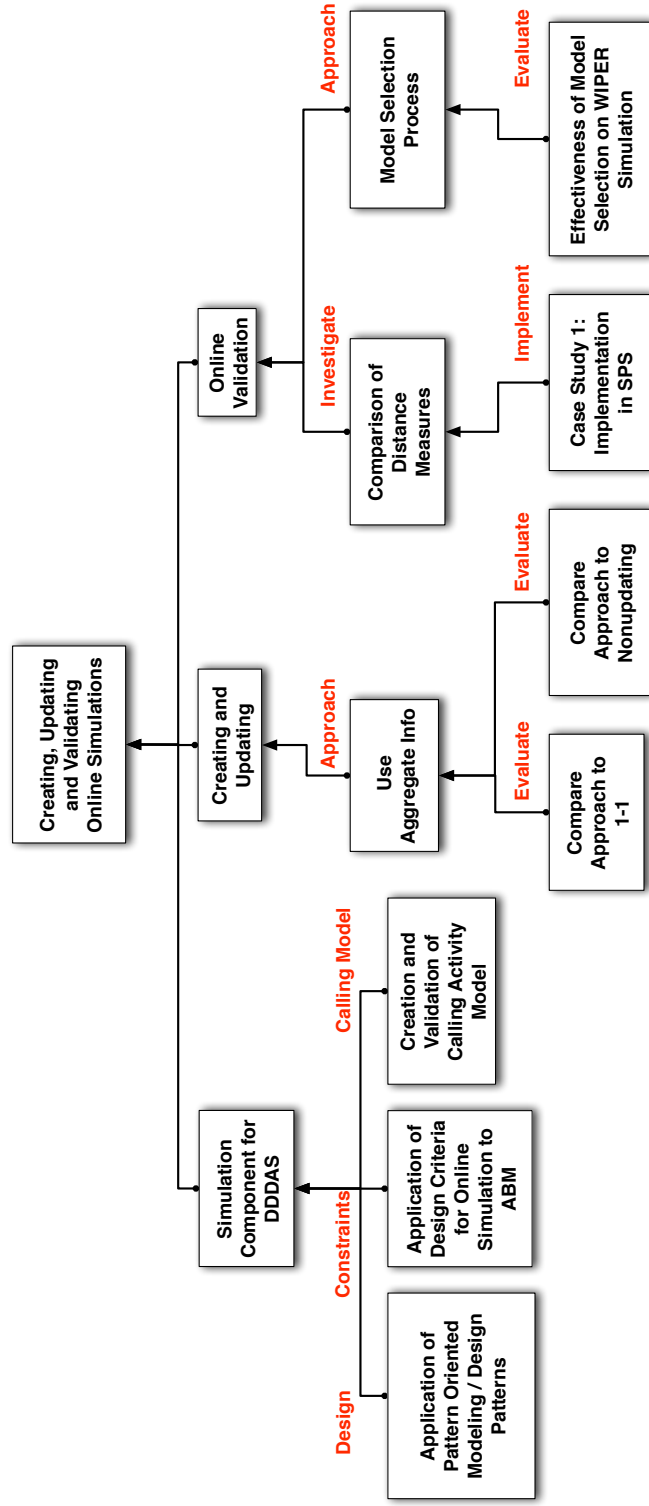 Creating, Updating
and Validating
Online Simulations
Simulation
Component for
DDDAS
Creating and
Updating
Online
Validation
Design
Constraints
Calling Model
Approach
Investigate
Approach
Application of
Pattern Oriented
Modeling / Design
Patterns
Application of
Design Criteria
for Online
Simulation to
ABM
Creation and
Validation of
Calling Activity
Model
Use
Aggregate Info
Comparison of
Distance
Measures
Model Selection
Process
Evaluate
Evaluate
Implement
Evaluate
Compare
Approach to
1-1
Compare
Approach to
Nonupdating
Case Study 1:
Implementation
in SPS
Effectiveness of Model
Selection on WIPER
Simulation